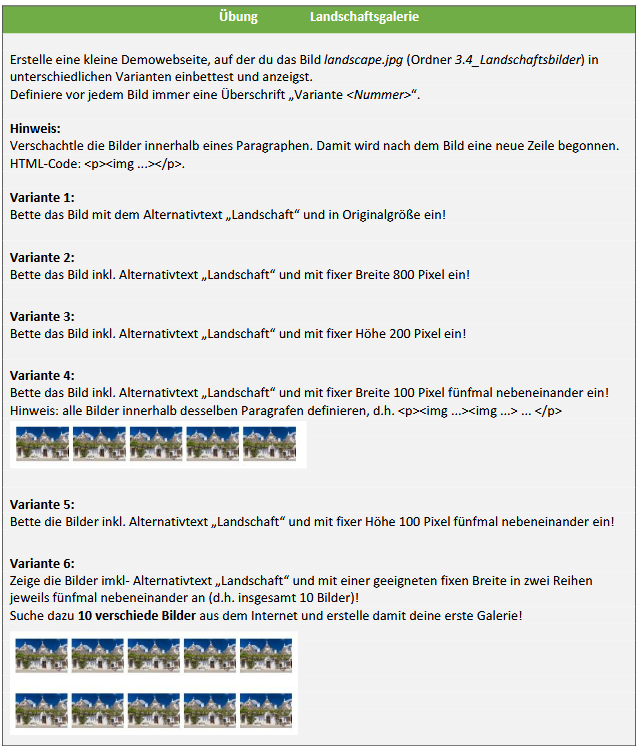 Übung Landschaftsgalerie
Erstelle eine kleine Demowebseite, auf der du das Bild landscape.jpg (Ordner 3.4_Landschaftsbilder) in
unterschiedlichen Varianten einbettest und anzeigst.
Definiere vor jedem Bild immer eine Überschrift „Variante <Nummer>“.
Hinweis:
Verschachtle die Bilder innerhalb eines Paragraphen. Damit wird nach dem Bild eine neue Zeile begonnen.
HTML-Code: <p><img ...></p>.
Variante 1:
Bette das Bild mit dem Alternativtext „Landschaft“ und in Originalgröße ein!
Variante 2:
Bette das Bild inkl. Alternativtext „Landschaft“ und mit fixer Breite 800 Pixel ein!
Variante 3:
Bette das Bild inkl. Alternativtext „Landschaft“ und mit fixer Höhe 200 Pixel ein!
Variante 4:
Bette das Bild inkl. Alternativtext „Landschaft“ und mit fixer Breite 100 Pixel fünfmal nebeneinander ein!
Hinweis: alle Bilder innerhalb desselben Paragrafen definieren, d.h. <p><img ...><img ...> ... </p>
Variante 5:
Bette die Bilder inkl. Alternativtext „Landschaft“ und mit fixer Höhe 100 Pixel fünfmal nebeneinander ein!
Variante 6:
Zeige die Bilder imkl- Alternativtext „Landschaft“ und mit einer geeigneten fixen Breite in zwei Reihen
jeweils fünfmal nebeneinander an (d.h. insgesamt 10 Bilder)!
Suche dazu 10 verschiede Bilder aus dem Internet und erstelle damit deine erste Galerie!